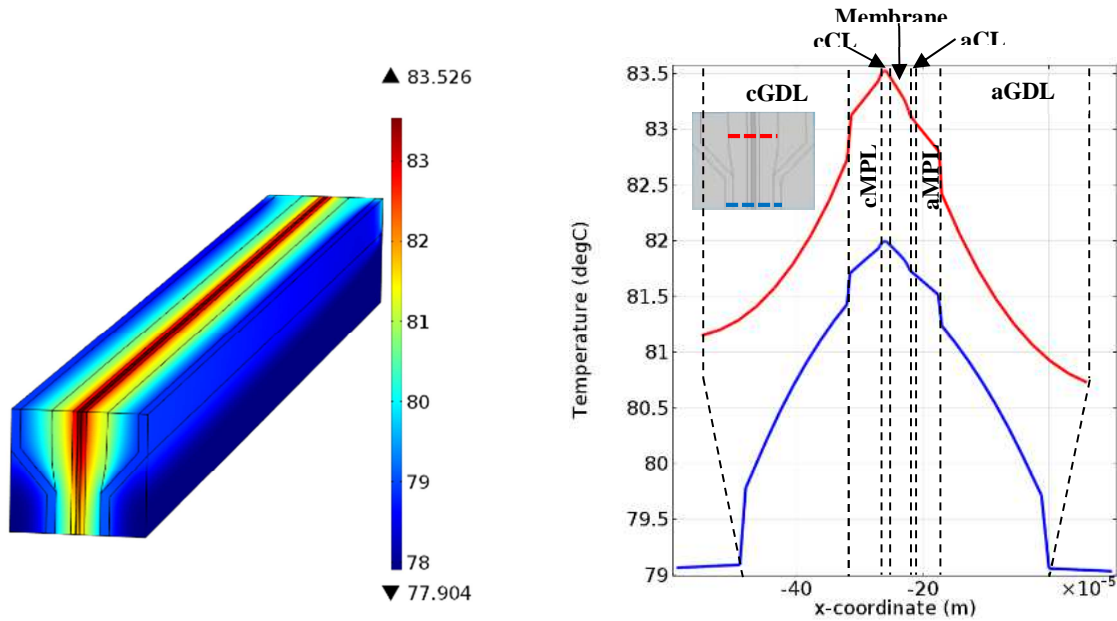 83.526
83
82
81
80
79
78
77.904
Membrane
cCL
aCL
83.5
83
82.5
82
81.5
81
80.5
80
79.5
79
cGDL
aGDL
cMPL
aMPL
Temperature (degC)
-40
-20
×10⁻⁵
x-coordinate (m)